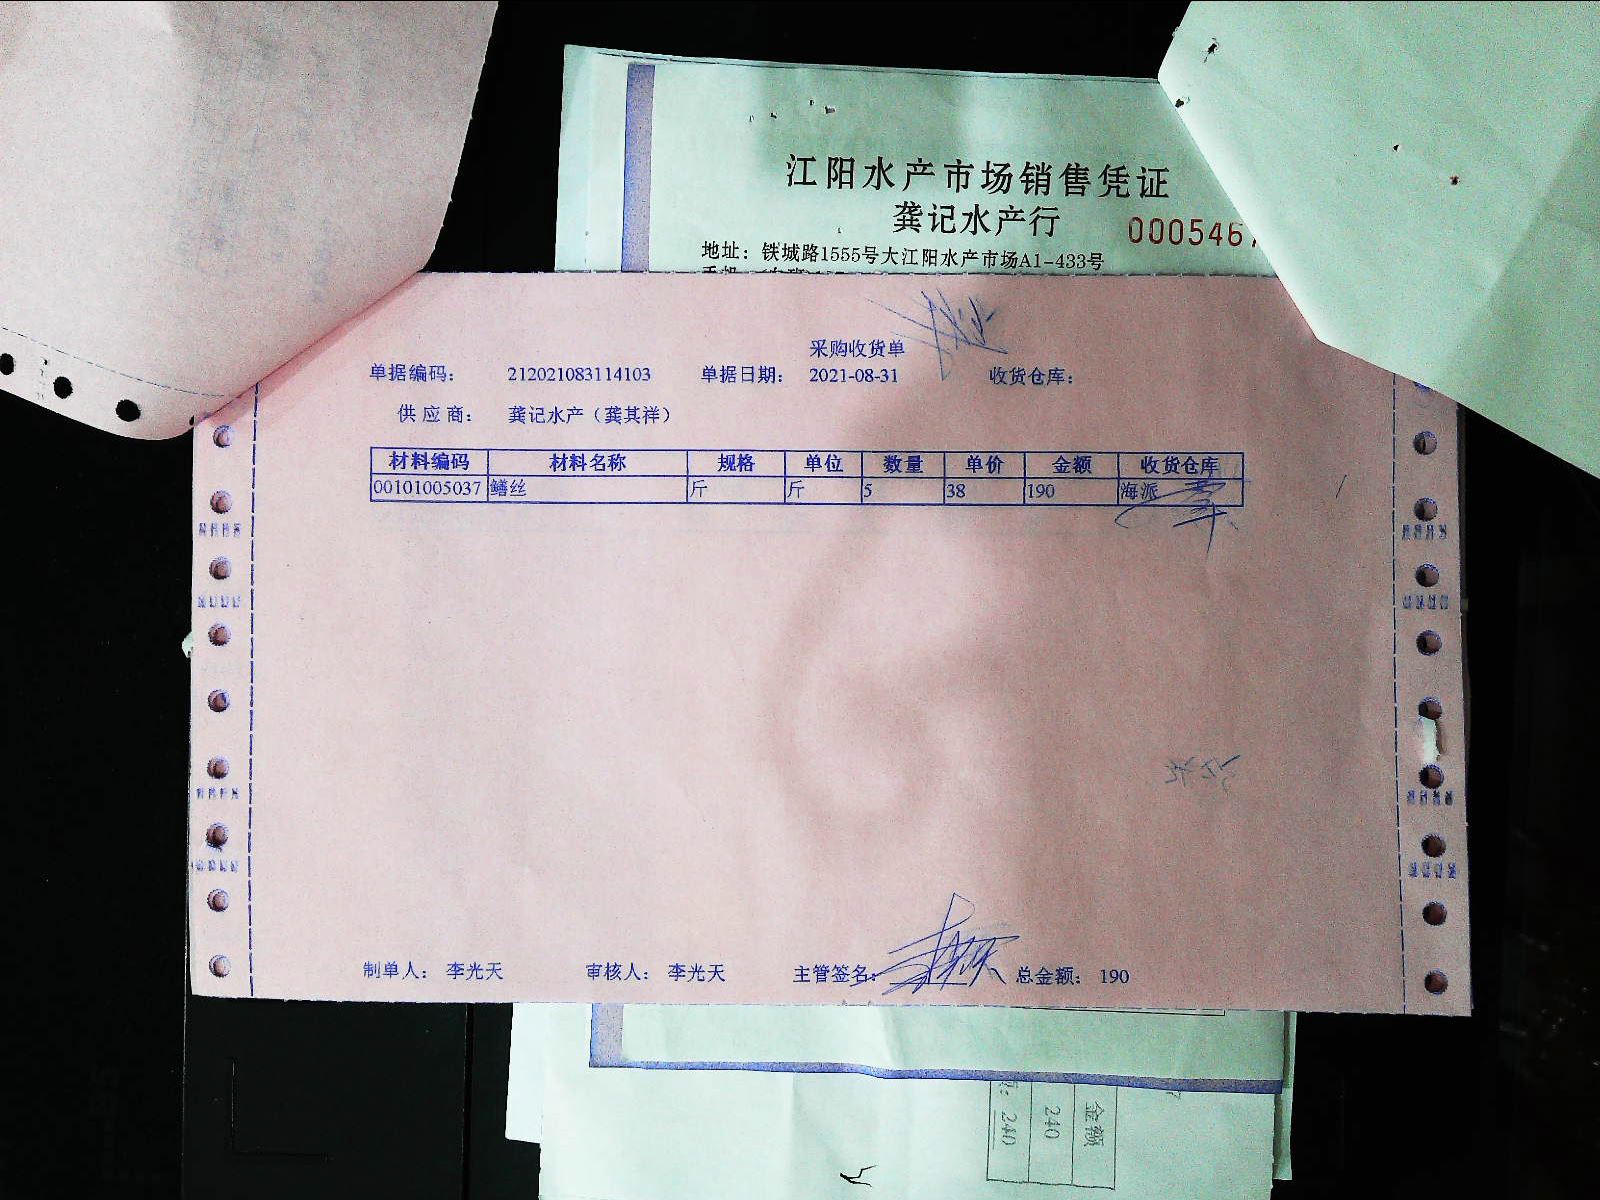 江阳水产市场销售凭证
龚记水产行
000546
地址：铁城路1555号大江阳水产市场A1-433号
采购收货单
单据编码： 212021083114103 单据日期： 2021-08-31 收货仓库：
供应商： 龚记水产（龚其祥）
材料编码 材料名称 规格 单位 数量 单价 金额 收货仓库
00101005037 鳝丝 斤 斤 5 38 190 海派
制单人： 李光天 审核人： 李光天 主管签名： 总金额： 190
金额
240
240